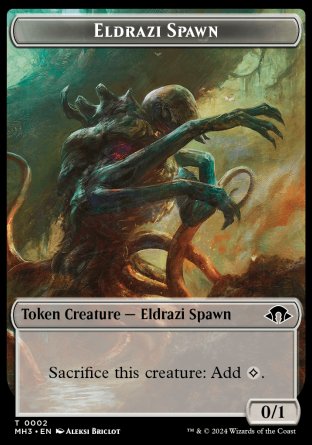 Eldrazi Spawn
Token Creature — Eldrazi Spawn
Sacrifice this creature: Add ◇.
0/1
T 0002
MH3 • EN Aleksi Briclot
™ & © 2024 Wizards of the Coast